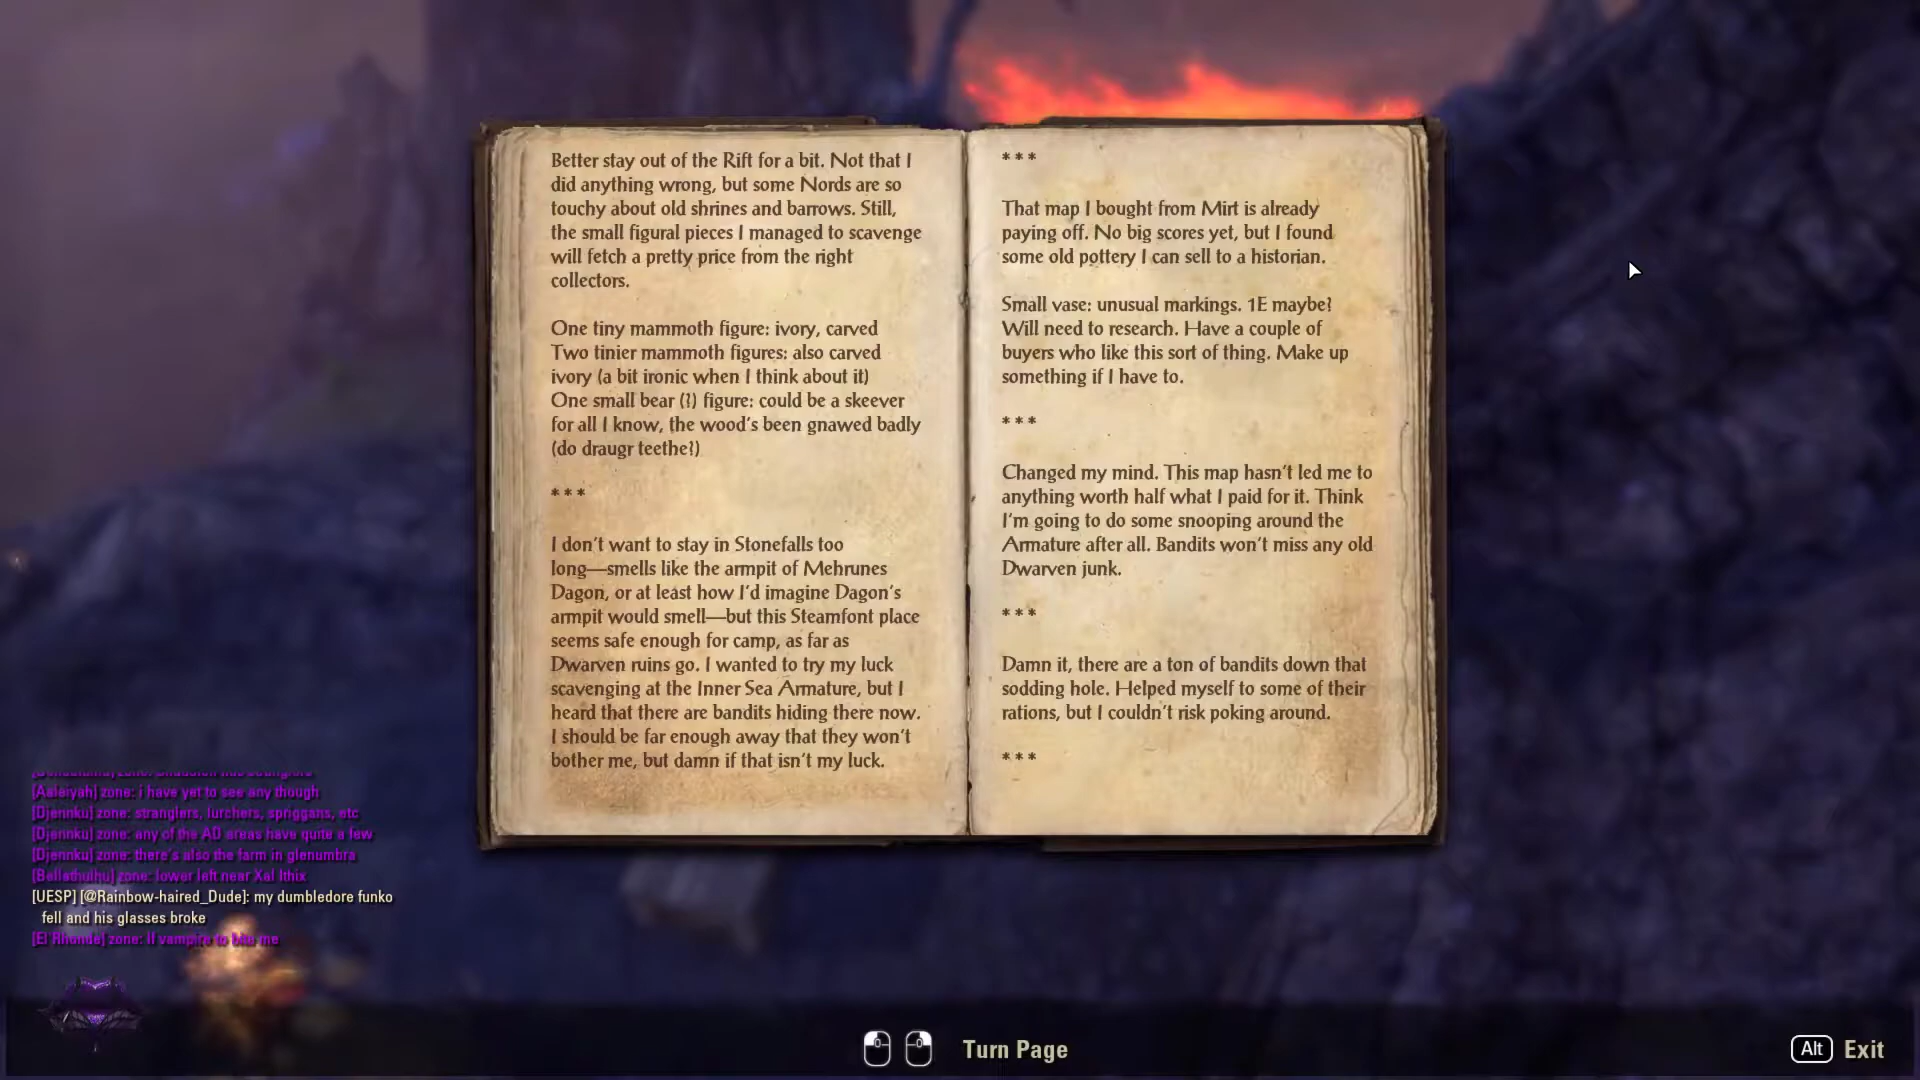 Better stay out of the Rift for a bit. Not that I
did anything wrong, but some Nords are so
touchy about old shrines and barrows. Still,
the small figural pieces I managed to scavenge
will fetch a pretty price from the right
collectors.
One tiny mammoth figure: ivory, carved
Two tinier mammoth figures: also carved
ivory (a bit ironic when I think about it)
One small bear (?) figure: could be a skeever
for all I know, the wood's been gnawed badly
(do draugr teethe?)
***
I don't want to stay in Stonefalls too
long—smells like the armpit of Mehrunes
Dagon, or at least how I'd imagine Dagon's
armpit would smell—but this Steamfont place
seems safe enough for camp, as far as
Dwarven ruins go. I wanted to try my luck
scavenging at the Inner Sea Armature, but I
heard that there are bandits hiding there now.
I should be far enough away that they won't
bother me, but damn if that isn't my luck.
***
That map I bought from Mirt is already
paying off. No big scores yet, but I found
some old pottery I can sell to a historian.
Small vase: unusual markings. 1E maybe?
Will need to research. Have a couple of
buyers who like this sort of thing. Make up
something if I have to.
***
Changed my mind. This map hasn't led me to
anything worth half what I paid for it. Think
I'm going to do some snooping around the
Armature after all. Bandits won't miss any old
Dwarven junk.
***
Damn it, there are a ton of bandits down that
sodding hole. Helped myself to some of their
rations, but I couldn't risk poking around.
***
[Aaleiyah] zone: i have yet to see any though
[Djennku] zone: stranglers, lurchers, spriggans, etc
[Djennku] zone: any of the AD areas have quite a few
[Djennku] zone: there's also the farm in glenumbra
[Bellathulhu] zone: lower left near Xal Ithix
[UESP] [@Rainbow-haired_Dude]: my dumbledore funko
fell and his glasses broke
[El Rhonde] zone: lf vampire to bite me
Turn Page
Alt Exit